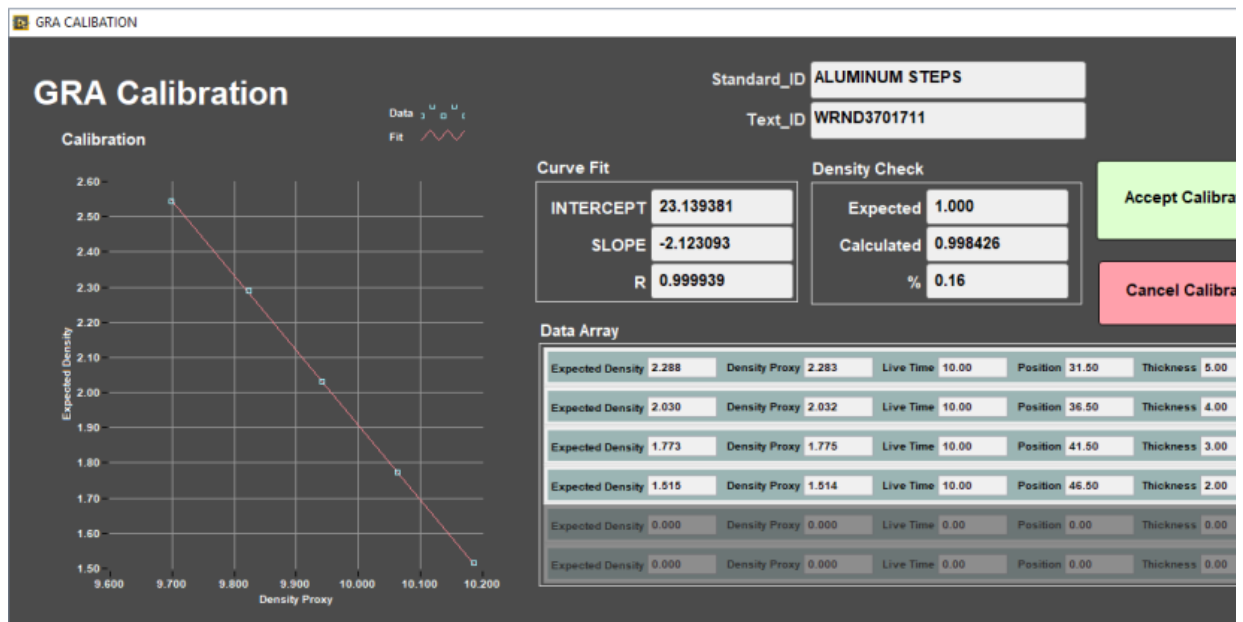 GRA CALIBATION
GRA Calibration
Data
Fit
Calibration
Expected Density
2.60
2.50
2.40
2.30
2.20
2.10
2.00
1.90
1.80
1.70
1.60
1.50
9.600 9.700 9.800 9.900 10.000 10.100 10.200
Density Proxy
Standard_ID ALUMINUM STEPS
Text_ID WRND3701711
Curve Fit
INTERCEPT 23.139381
SLOPE -2.123093
R 0.999939
Density Check
Expected 1.000
Calculated 0.998426
% 0.16
Accept Calibra
Cancel Calibra
Data Array
Expected Density 2.288 Density Proxy 2.283 Live Time 10.00 Position 31.50 Thickness 5.00
Expected Density 2.030 Density Proxy 2.032 Live Time 10.00 Position 36.50 Thickness 4.00
Expected Density 1.773 Density Proxy 1.775 Live Time 10.00 Position 41.50 Thickness 3.00
Expected Density 1.515 Density Proxy 1.514 Live Time 10.00 Position 46.50 Thickness 2.00
Expected Density 0.000 Density Proxy 0.000 Live Time 0.00 Position 0.00 Thickness 0.00
Expected Density 0.000 Density Proxy 0.000 Live Time 0.00 Position 0.00 Thickness 0.00